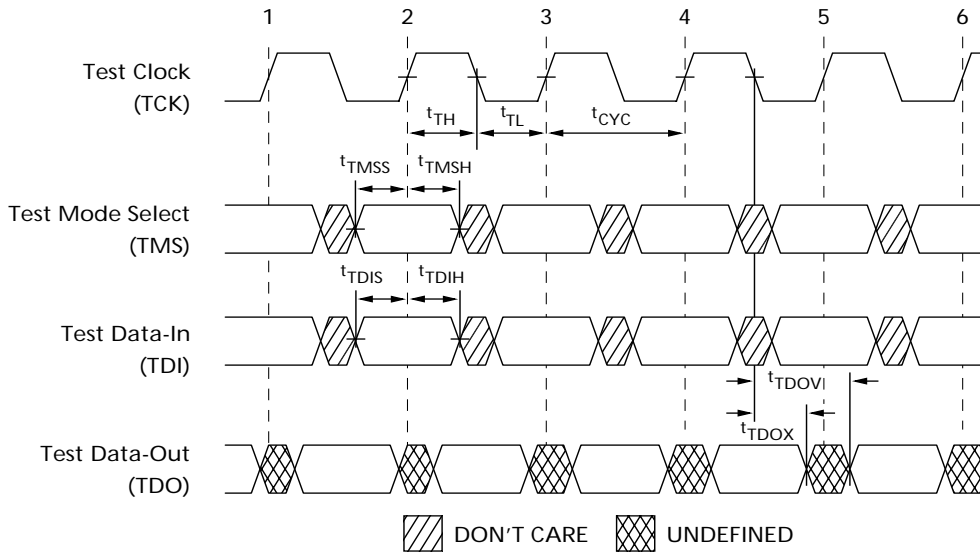 1 2 3 4 5 6
Test Clock
(TCK)
tTH tTL tCYC
tTMSS tTMSH
Test Mode Select
(TMS)
tTDIS tTDIH
Test Data-In
(TDI)
tTDOV
tTDOX
Test Data-Out
(TDO)
DON'T CARE UNDEFINED